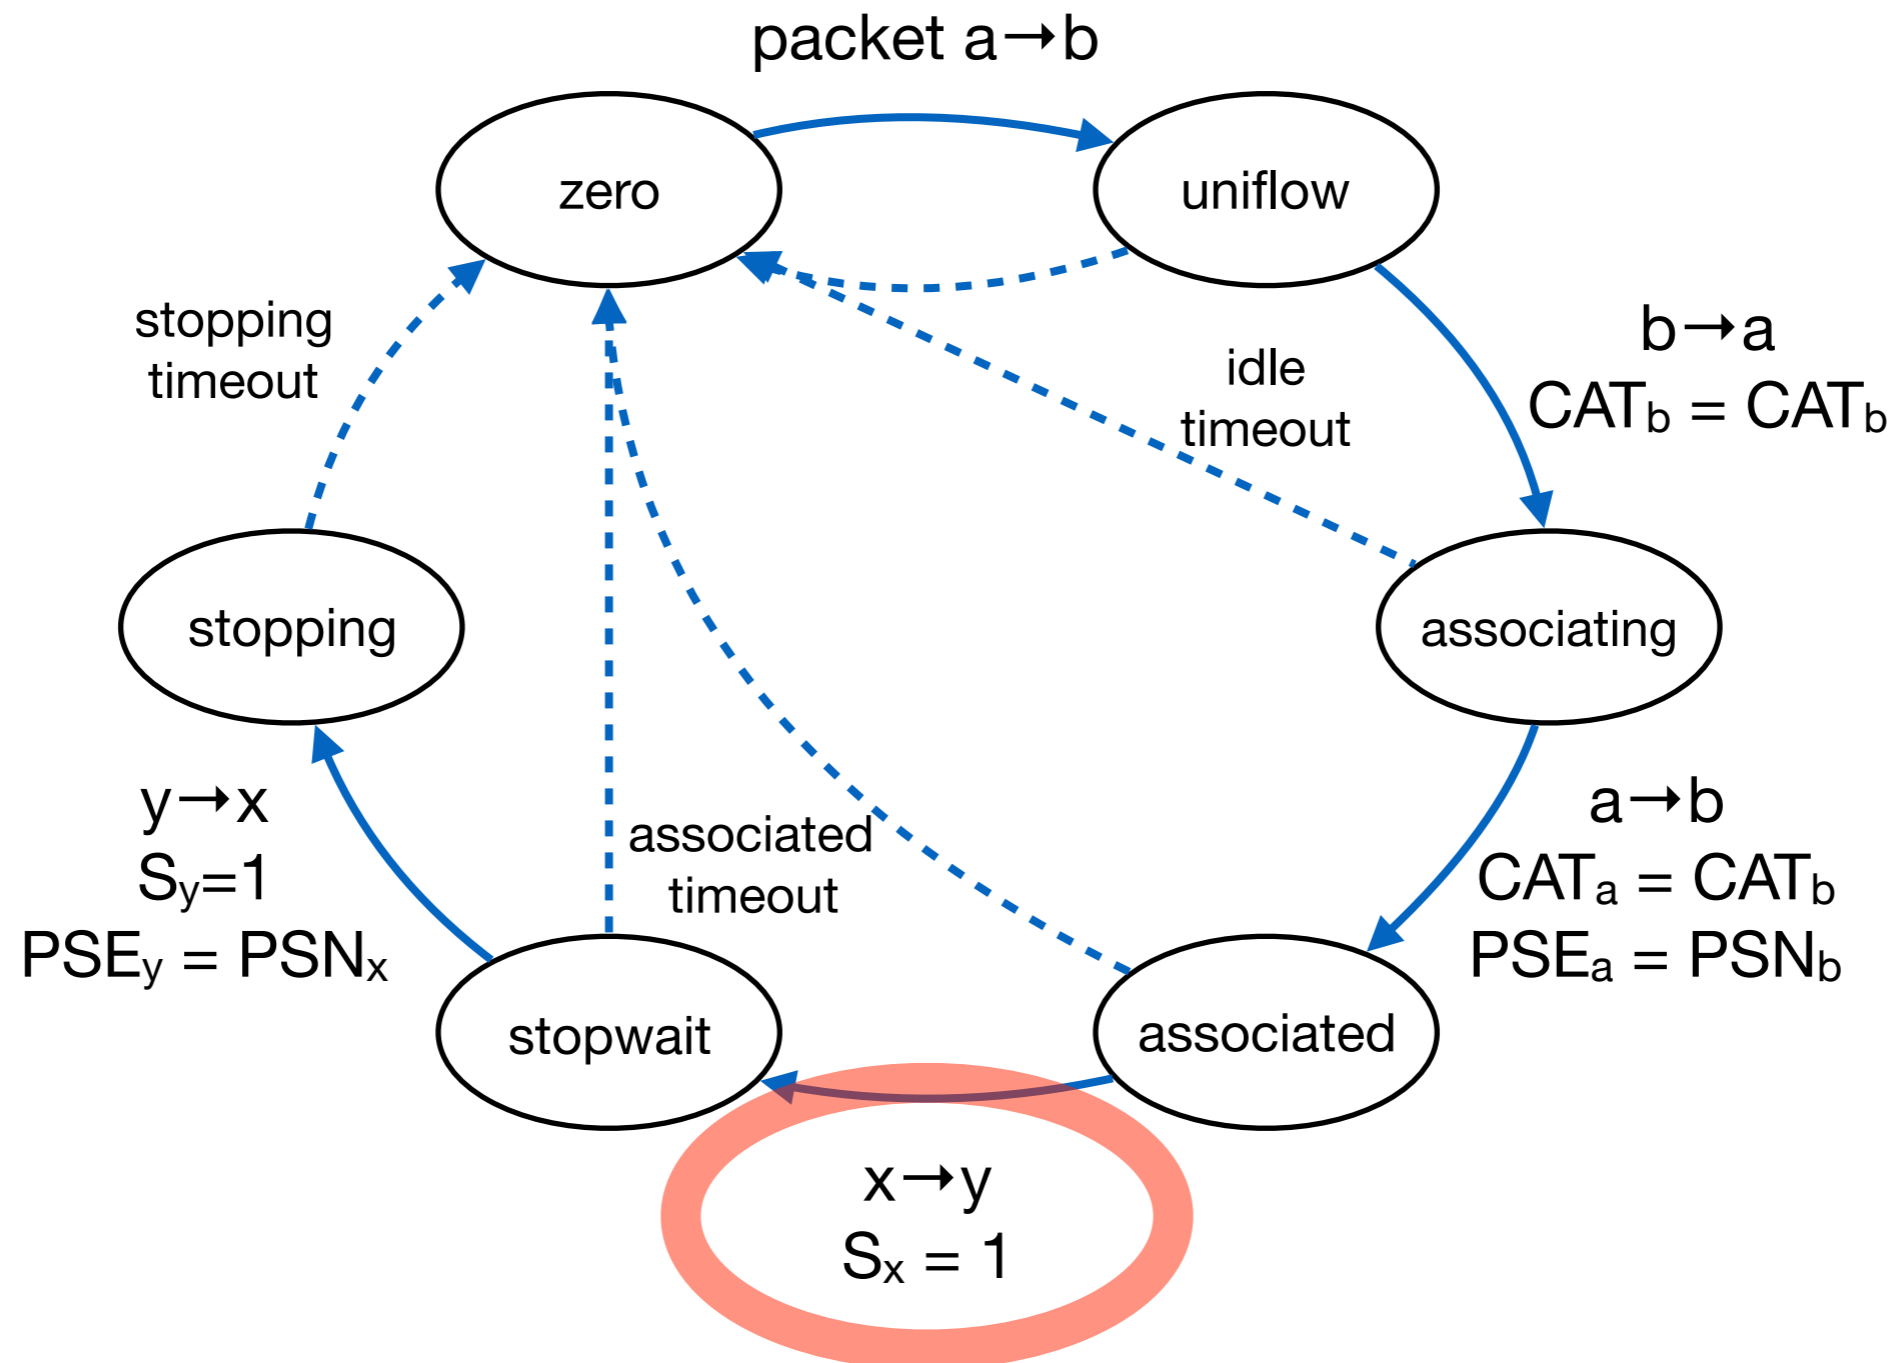 packet a→b
zero
uniflow
stopping
timeout
b→a
CATb = CATb
idle
timeout
stopping
associating
y→x
Sy=1
PSEy = PSNx
associated
timeout
a→b
CATa = CATb
PSEa = PSNb
stopwait
associated
x→y
Sx = 1